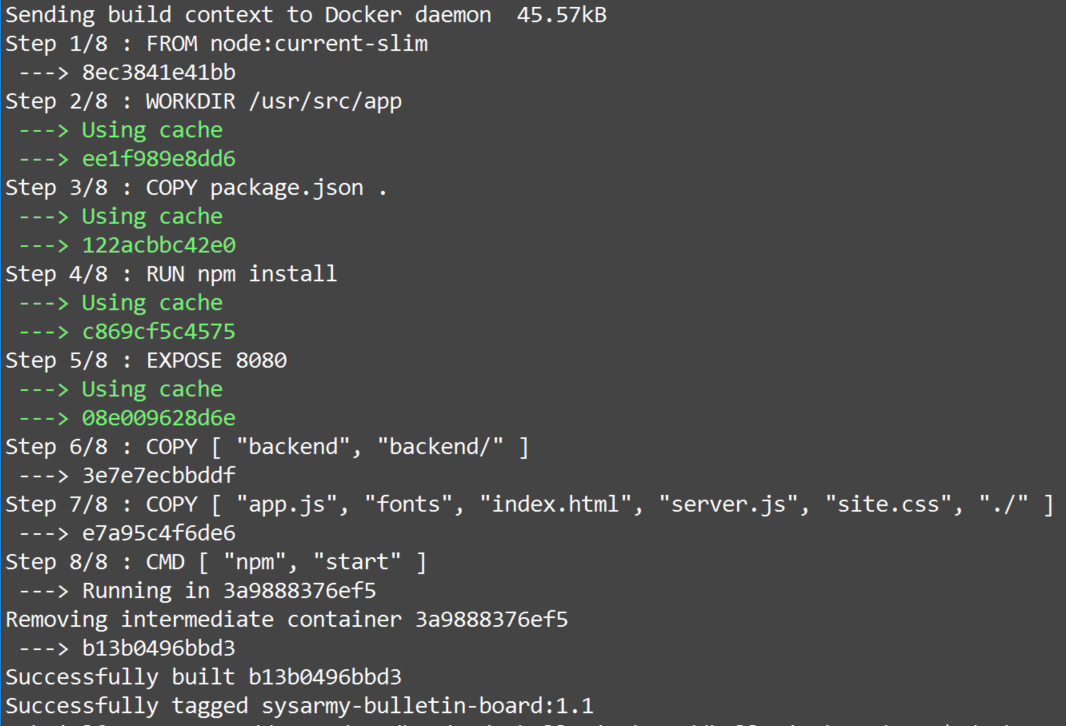 Sending build context to Docker daemon  45.57kB
Step 1/8 : FROM node:current-slim
 ---> 8ec3841e41bb
Step 2/8 : WORKDIR /usr/src/app
 ---> Using cache
 ---> ee1f989e8dd6
Step 3/8 : COPY package.json .
 ---> Using cache
 ---> 122acbbc42e0
Step 4/8 : RUN npm install
 ---> Using cache
 ---> c869cf5c4575
Step 5/8 : EXPOSE 8080
 ---> Using cache
 ---> 08e009628d6e
Step 6/8 : COPY [ "backend", "backend/" ]
 ---> 3e7e7ecbbddf
Step 7/8 : COPY [ "app.js", "fonts", "index.html", "server.js", "site.css", "./" ]
 ---> e7a95c4f6de6
Step 8/8 : CMD [ "npm", "start" ]
 ---> Running in 3a9888376ef5
Removing intermediate container 3a9888376ef5
 ---> b13b0496bbd3
Successfully built b13b0496bbd3
Successfully tagged sysarmy-bulletin-board:1.1